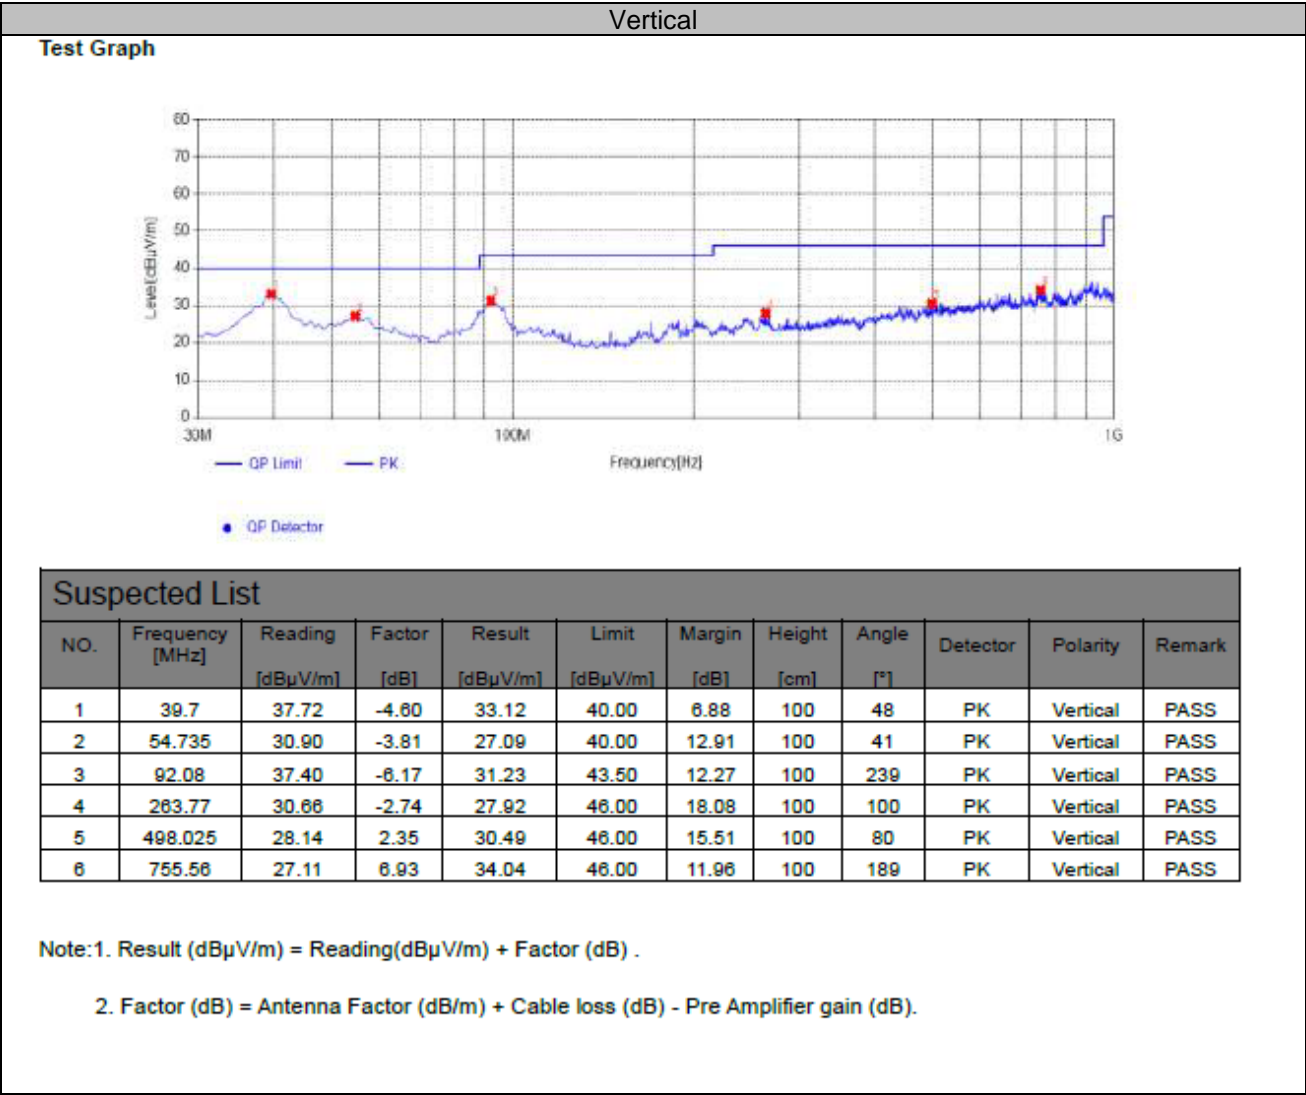 Vertical
Test Graph
80
70
60
50
40
30
20
10
0
Level[dBµV/m]
30M 100M 1G
QP Limit PK Frequency[Hz]
QP Detector
Suspected List
NO. Frequency [MHz] Reading [dBµV/m] Factor [dB] Result [dBµV/m] Limit [dBµV/m] Margin [dB] Height [cm] Angle [°] Detector Polarity Remark
1 39.7 37.72 -4.60 33.12 40.00 6.88 100 48 PK Vertical PASS
2 54.735 30.90 -3.81 27.09 40.00 12.91 100 41 PK Vertical PASS
3 92.08 37.40 -6.17 31.23 43.50 12.27 100 239 PK Vertical PASS
4 263.77 30.66 -2.74 27.92 46.00 18.08 100 100 PK Vertical PASS
5 498.025 28.14 2.35 30.49 46.00 15.51 100 80 PK Vertical PASS
6 755.56 27.11 6.93 34.04 46.00 11.96 100 189 PK Vertical PASS
Note:1. Result (dBµV/m) = Reading(dBµV/m) + Factor (dB) .
2. Factor (dB) = Antenna Factor (dB/m) + Cable loss (dB) - Pre Amplifier gain (dB).